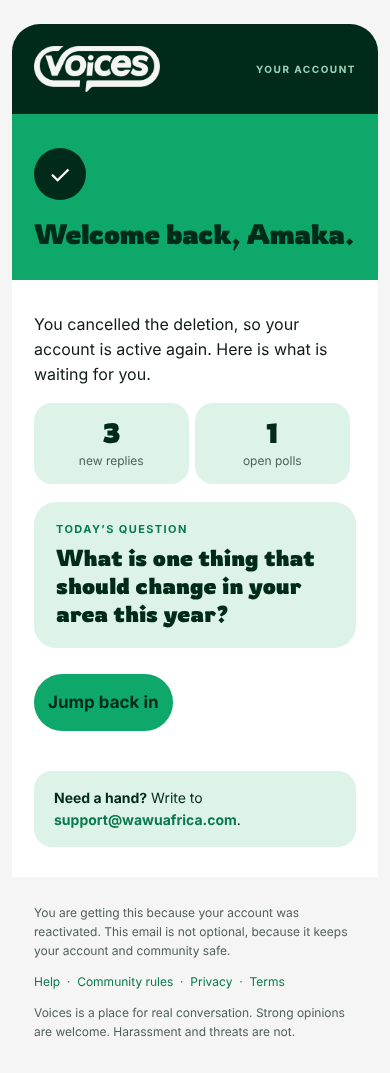 Voices
YOUR ACCOUNT
Welcome back, Amaka.
You cancelled the deletion, so your
account is active again. Here is what is
waiting for you.
3
new replies
1
open polls
TODAY’S QUESTION
What is one thing that
should change in your
area this year?
Jump back in
Need a hand? Write to
support@wawuafrica.com.
You are getting this because your account was
reactivated. This email is not optional, because it keeps
your account and community safe.
Help · Community rules · Privacy · Terms
Voices is a place for real conversation. Strong opinions
are welcome. Harassment and threats are not.